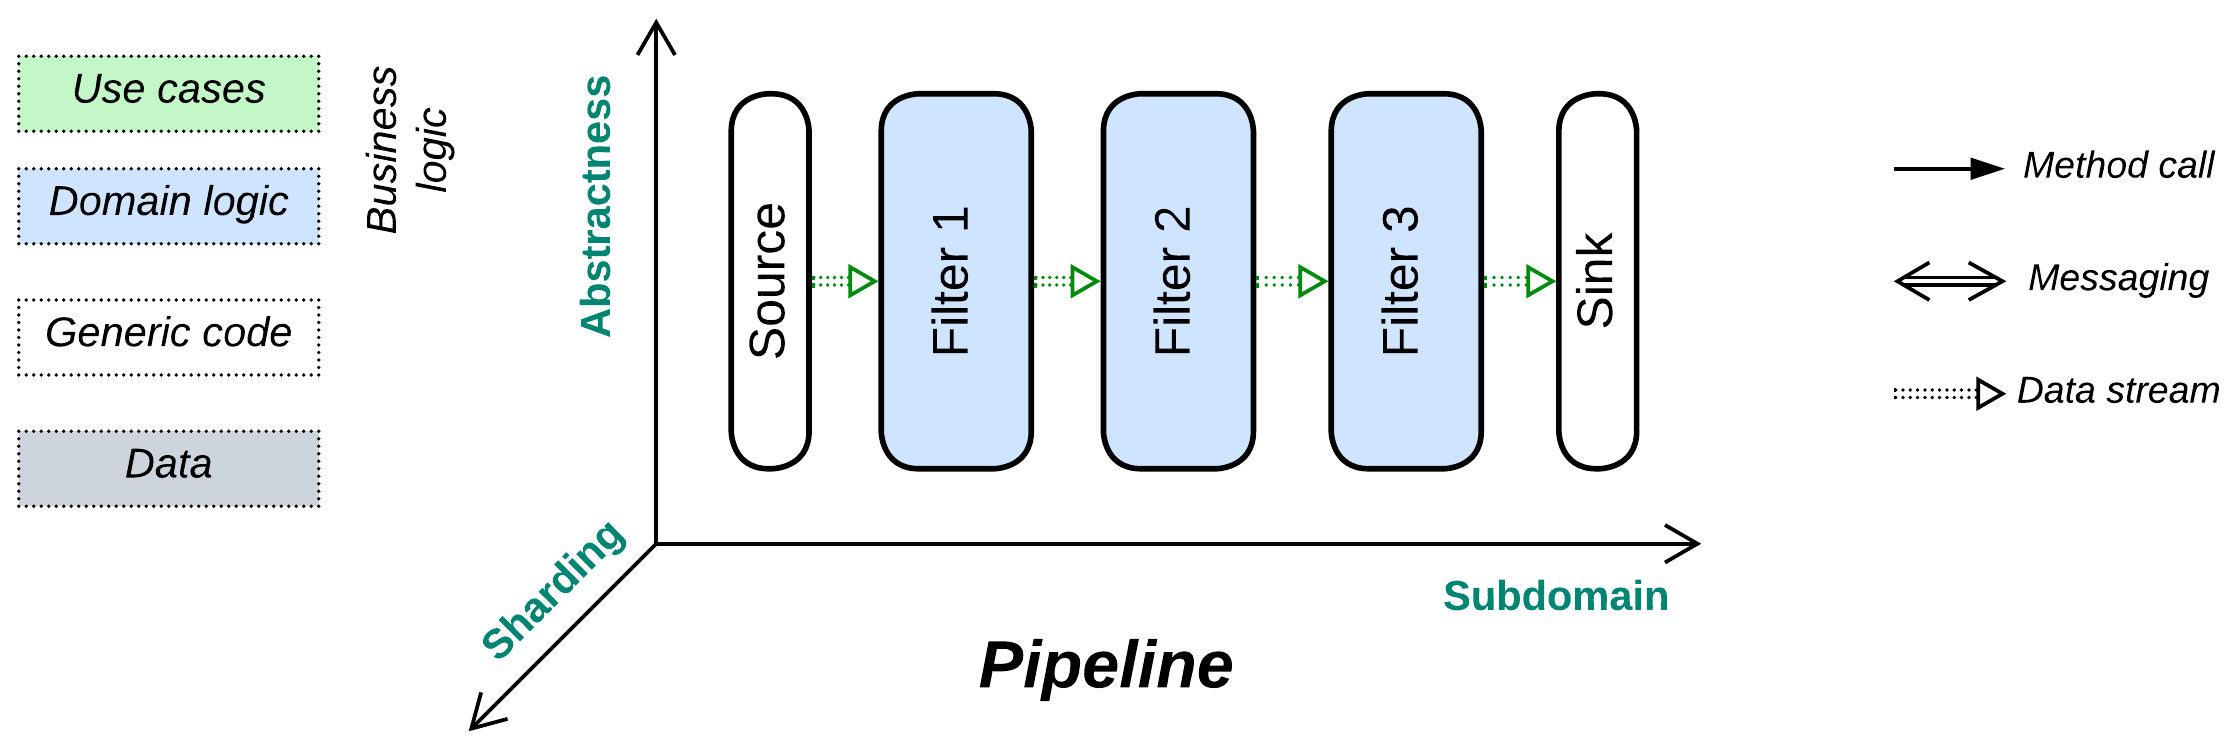 Use cases
Domain logic
Business
logic
Generic code
Data
Abstractness
Sharding
Subdomain
Source
Filter 1
Filter 2
Filter 3
Sink
Pipeline
Method call
Messaging
Data stream